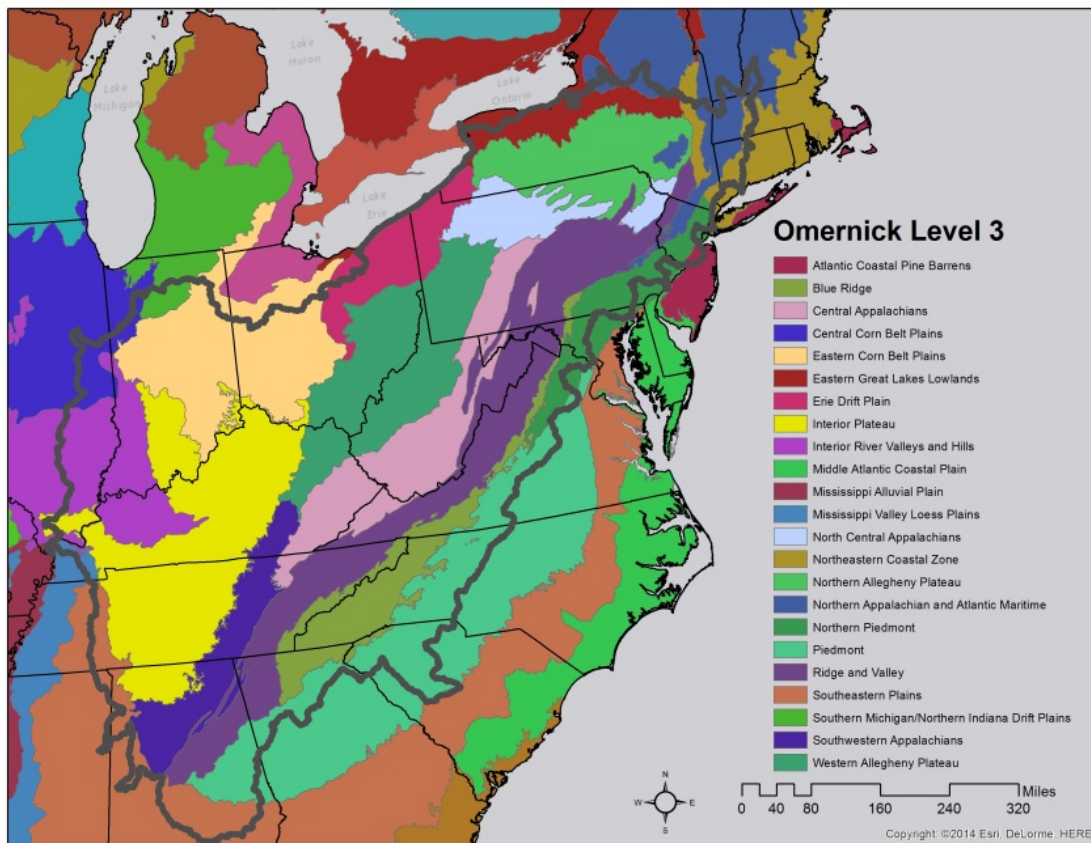 Lake
Huron
Lake
Michigan
Lake
Ontario
Lake
Erie
Omernick Level 3
Atlantic Coastal Pine Barrens
Blue Ridge
Central Appalachians
Central Corn Belt Plains
Eastern Corn Belt Plains
Eastern Great Lakes Lowlands
Erie Drift Plain
Interior Plateau
Interior River Valleys and Hills
Middle Atlantic Coastal Plain
Mississippi Alluvial Plain
Mississippi Valley Loess Plains
North Central Appalachians
Northeastern Coastal Zone
Northern Allegheny Plateau
Northern Appalachian and Atlantic Maritime
Northern Piedmont
Piedmont
Ridge and Valley
Southeastern Plains
Southern Michigan/Northern Indiana Drift Plains
Southwestern Appalachians
Western Allegheny Plateau
N
W E
S
Miles
0 40 80 160 240 320
Copyright: ©2014 Esri, DeLorme, HERE